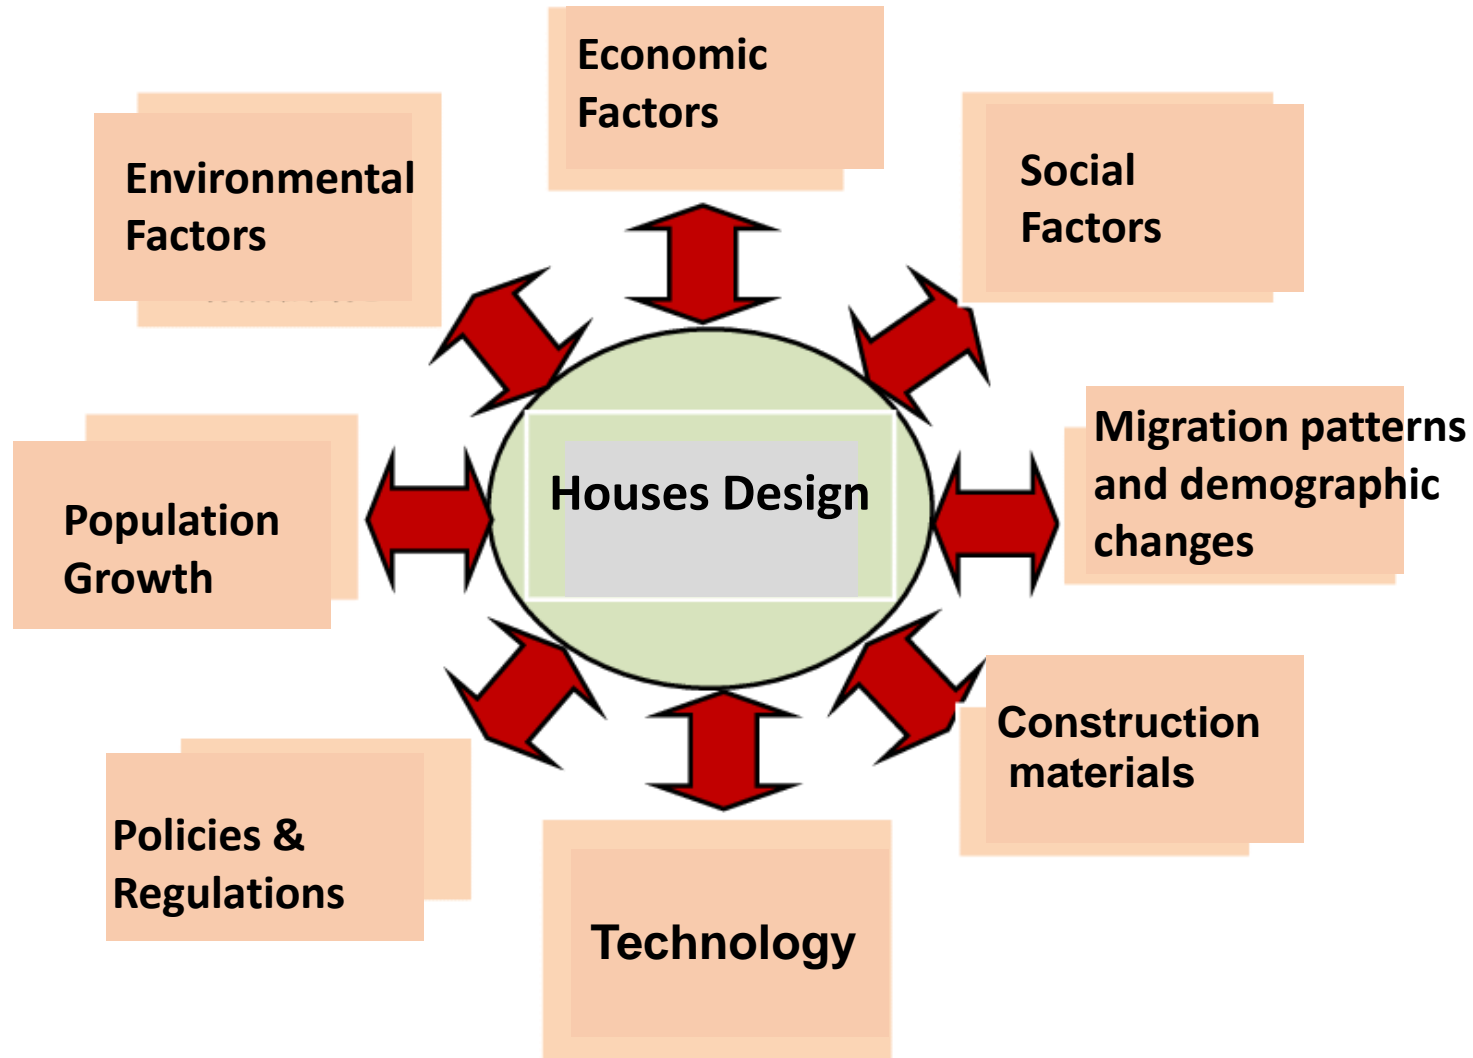 Economic
Factors
Environmental
Factors
Social
Factors
Migration patterns
and demographic
changes
Houses Design
Population
Growth
Construction
materials
Policies &
Regulations
Technology